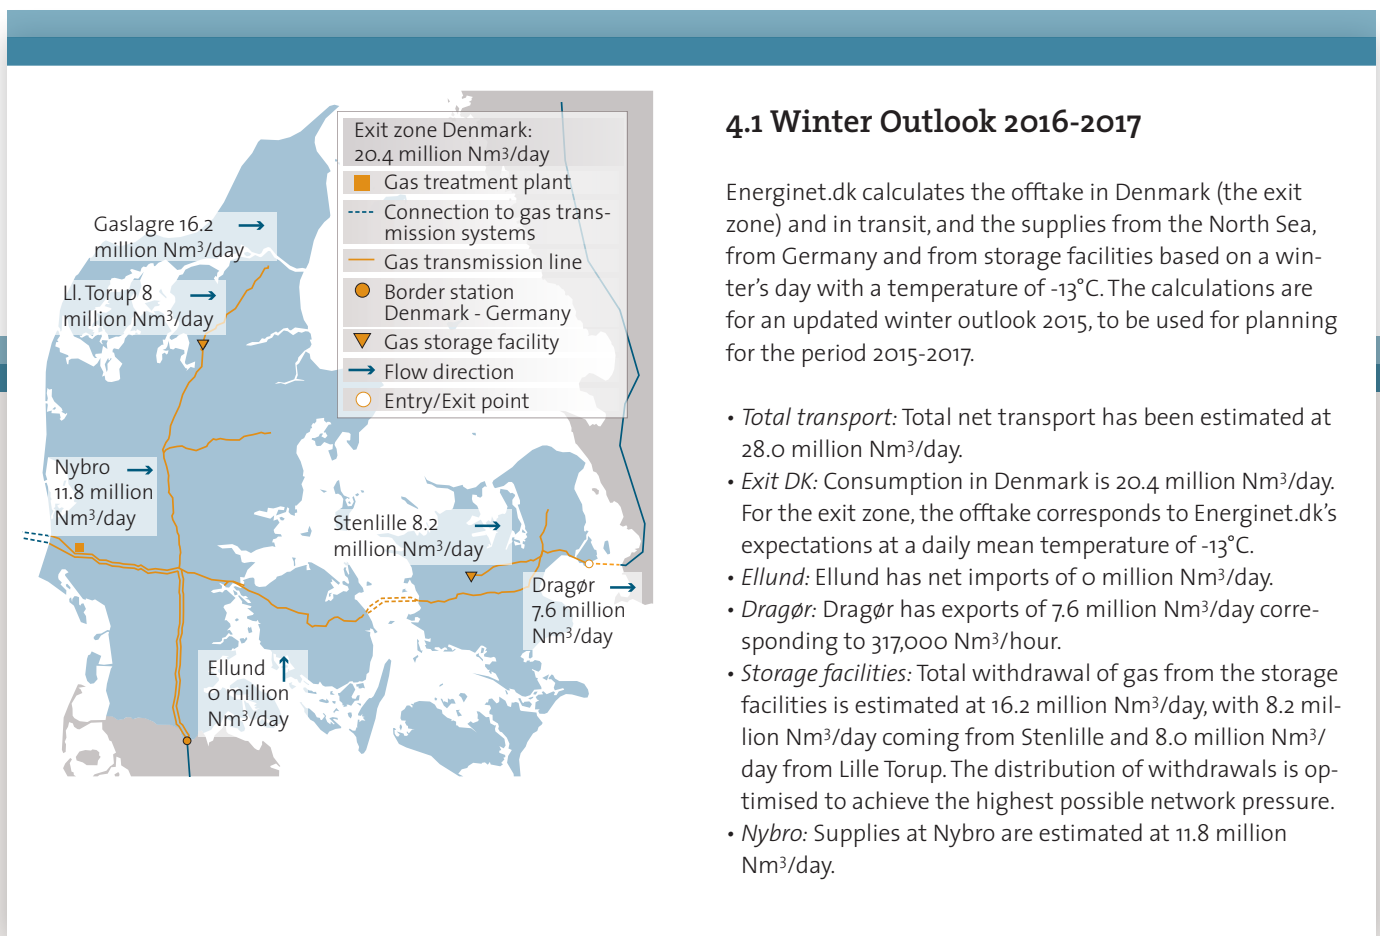 Exit zone Denmark:
20.4 million Nm³/day
Gas treatment plant
Connection to gas trans-
mission systems
Gas transmission line
Border station
Denmark - Germany
Gas storage facility
Flow direction
Entry/Exit point
Gaslagre 16.2
million Nm³/day
Ll. Torup 8
million Nm³/day
Nybro
11.8 million
Nm³/day
Stenlille 8.2
million Nm³/day
Dragør
7.6 million
Nm³/day
Ellund
0 million
Nm³/day
4.1 Winter Outlook 2016-2017
Energinet.dk calculates the offtake in Denmark (the exit
zone) and in transit, and the supplies from the North Sea,
from Germany and from storage facilities based on a win-
ter's day with a temperature of -13°C. The calculations are
for an updated winter outlook 2015, to be used for planning
for the period 2015-2017.
• Total transport: Total net transport has been estimated at
28.0 million Nm³/day.
• Exit DK: Consumption in Denmark is 20.4 million Nm³/day.
For the exit zone, the offtake corresponds to Energinet.dk's
expectations at a daily mean temperature of -13°C.
• Ellund: Ellund has net imports of 0 million Nm³/day.
• Dragør: Dragør has exports of 7.6 million Nm³/day corre-
sponding to 317,000 Nm³/hour.
• Storage facilities: Total withdrawal of gas from the storage
facilities is estimated at 16.2 million Nm³/day, with 8.2 mil-
lion Nm³/day coming from Stenlille and 8.0 million Nm³/
day from Lille Torup. The distribution of withdrawals is op-
timised to achieve the highest possible network pressure.
• Nybro: Supplies at Nybro are estimated at 11.8 million
Nm³/day.